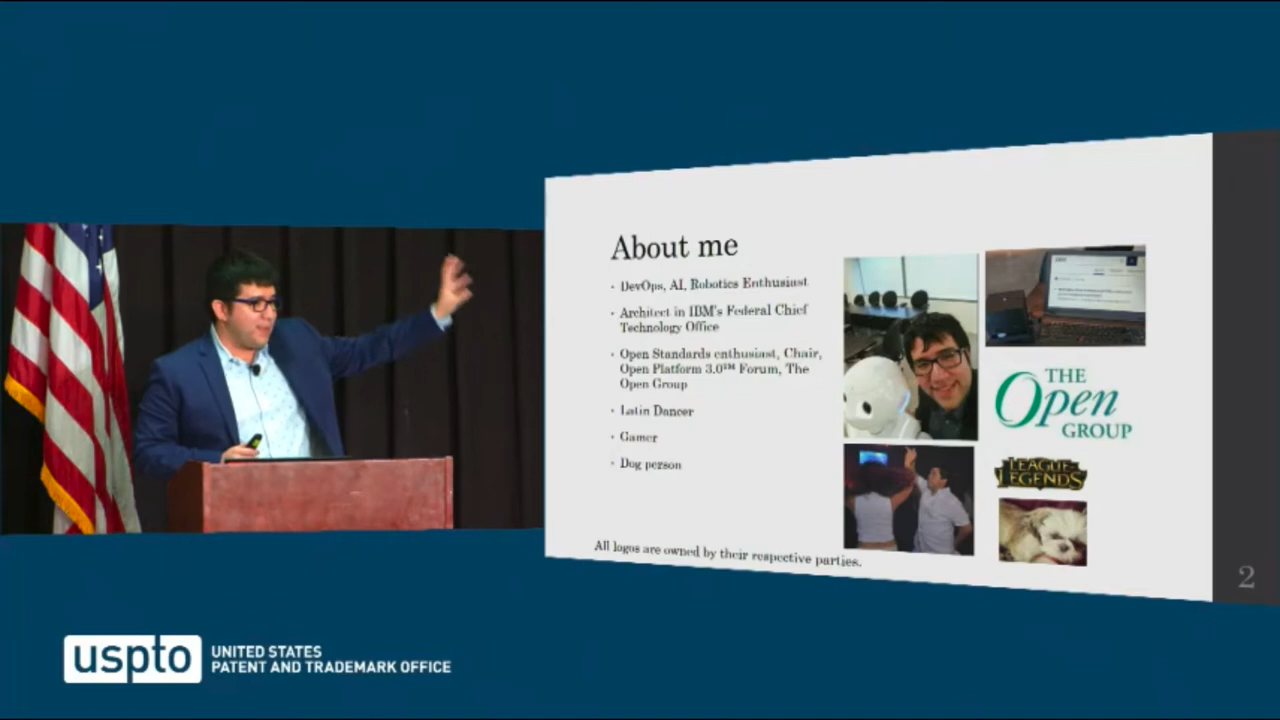 About me
• DevOps, AI, Robotics Enthusiast
• Architect in IBM's Federal Chief
Technology Office
• Open Standards enthusiast, Chair,
Open Platform 3.0™ Forum, The
Open Group
• Latin Dancer
• Gamer
• Dog person
THE
Open
GROUP
LEAGUE OF
LEGENDS
All logos are owned by their respective parties.
2
uspto
UNITED STATES
PATENT AND TRADEMARK OFFICE